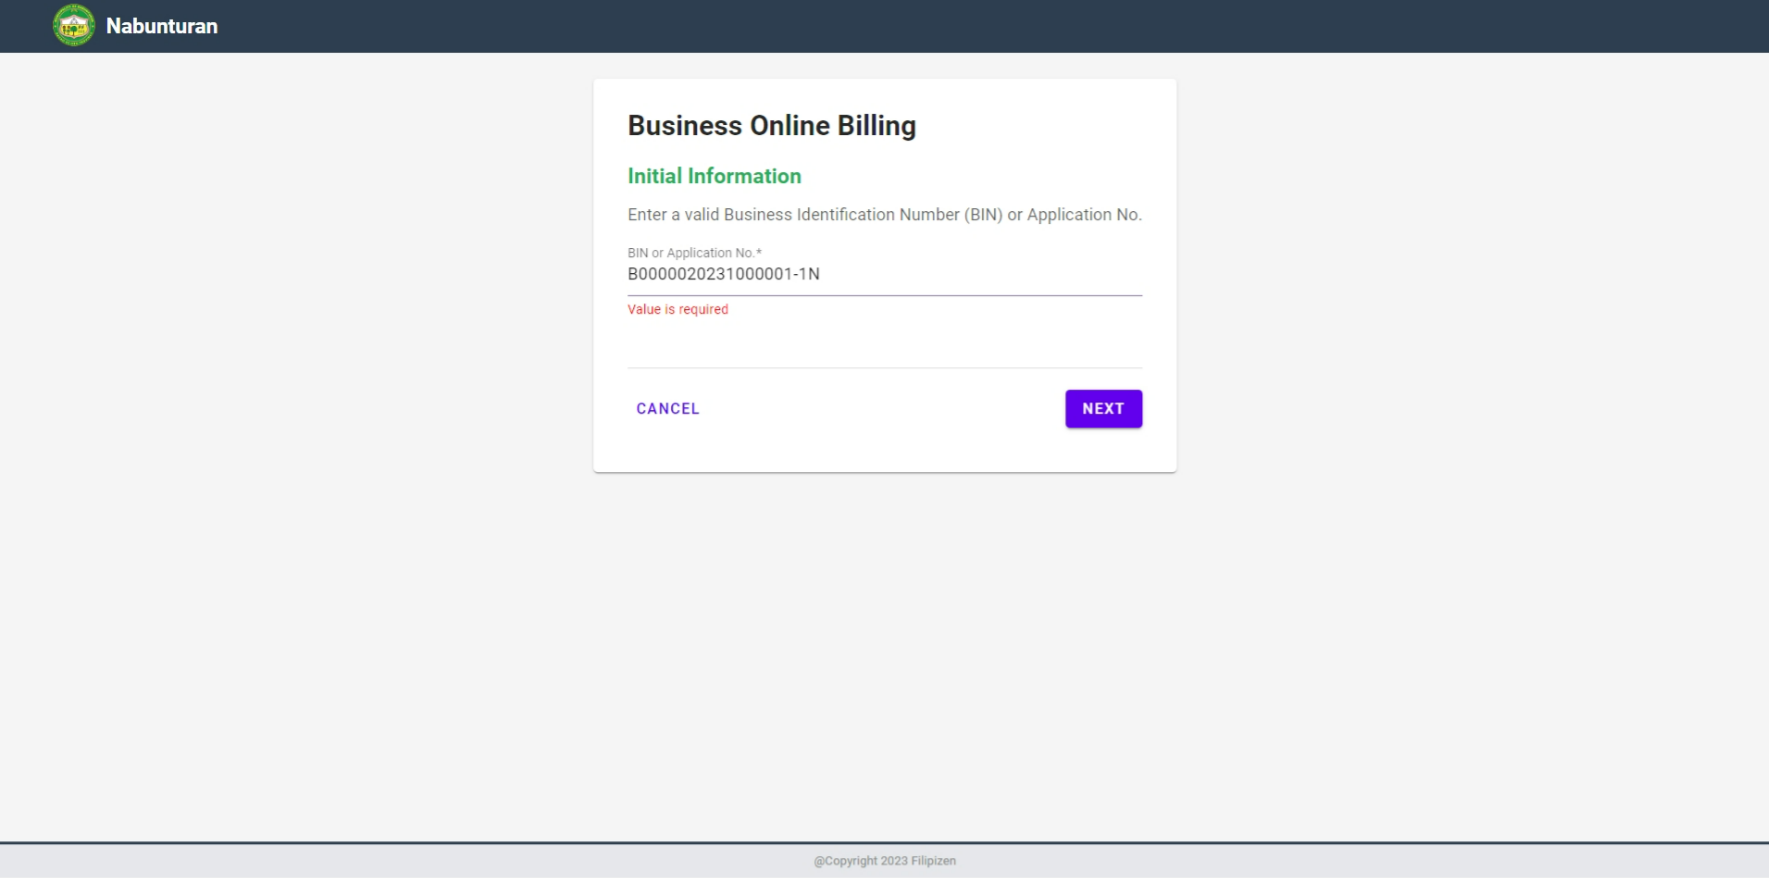 Nabunturan
Business Online Billing
Initial Information
Enter a valid Business Identification Number (BIN) or Application No.
BIN or Application No.*
B0000020231000001-1N
Value is required
CANCEL
NEXT
@Copyright 2023 Filipizen